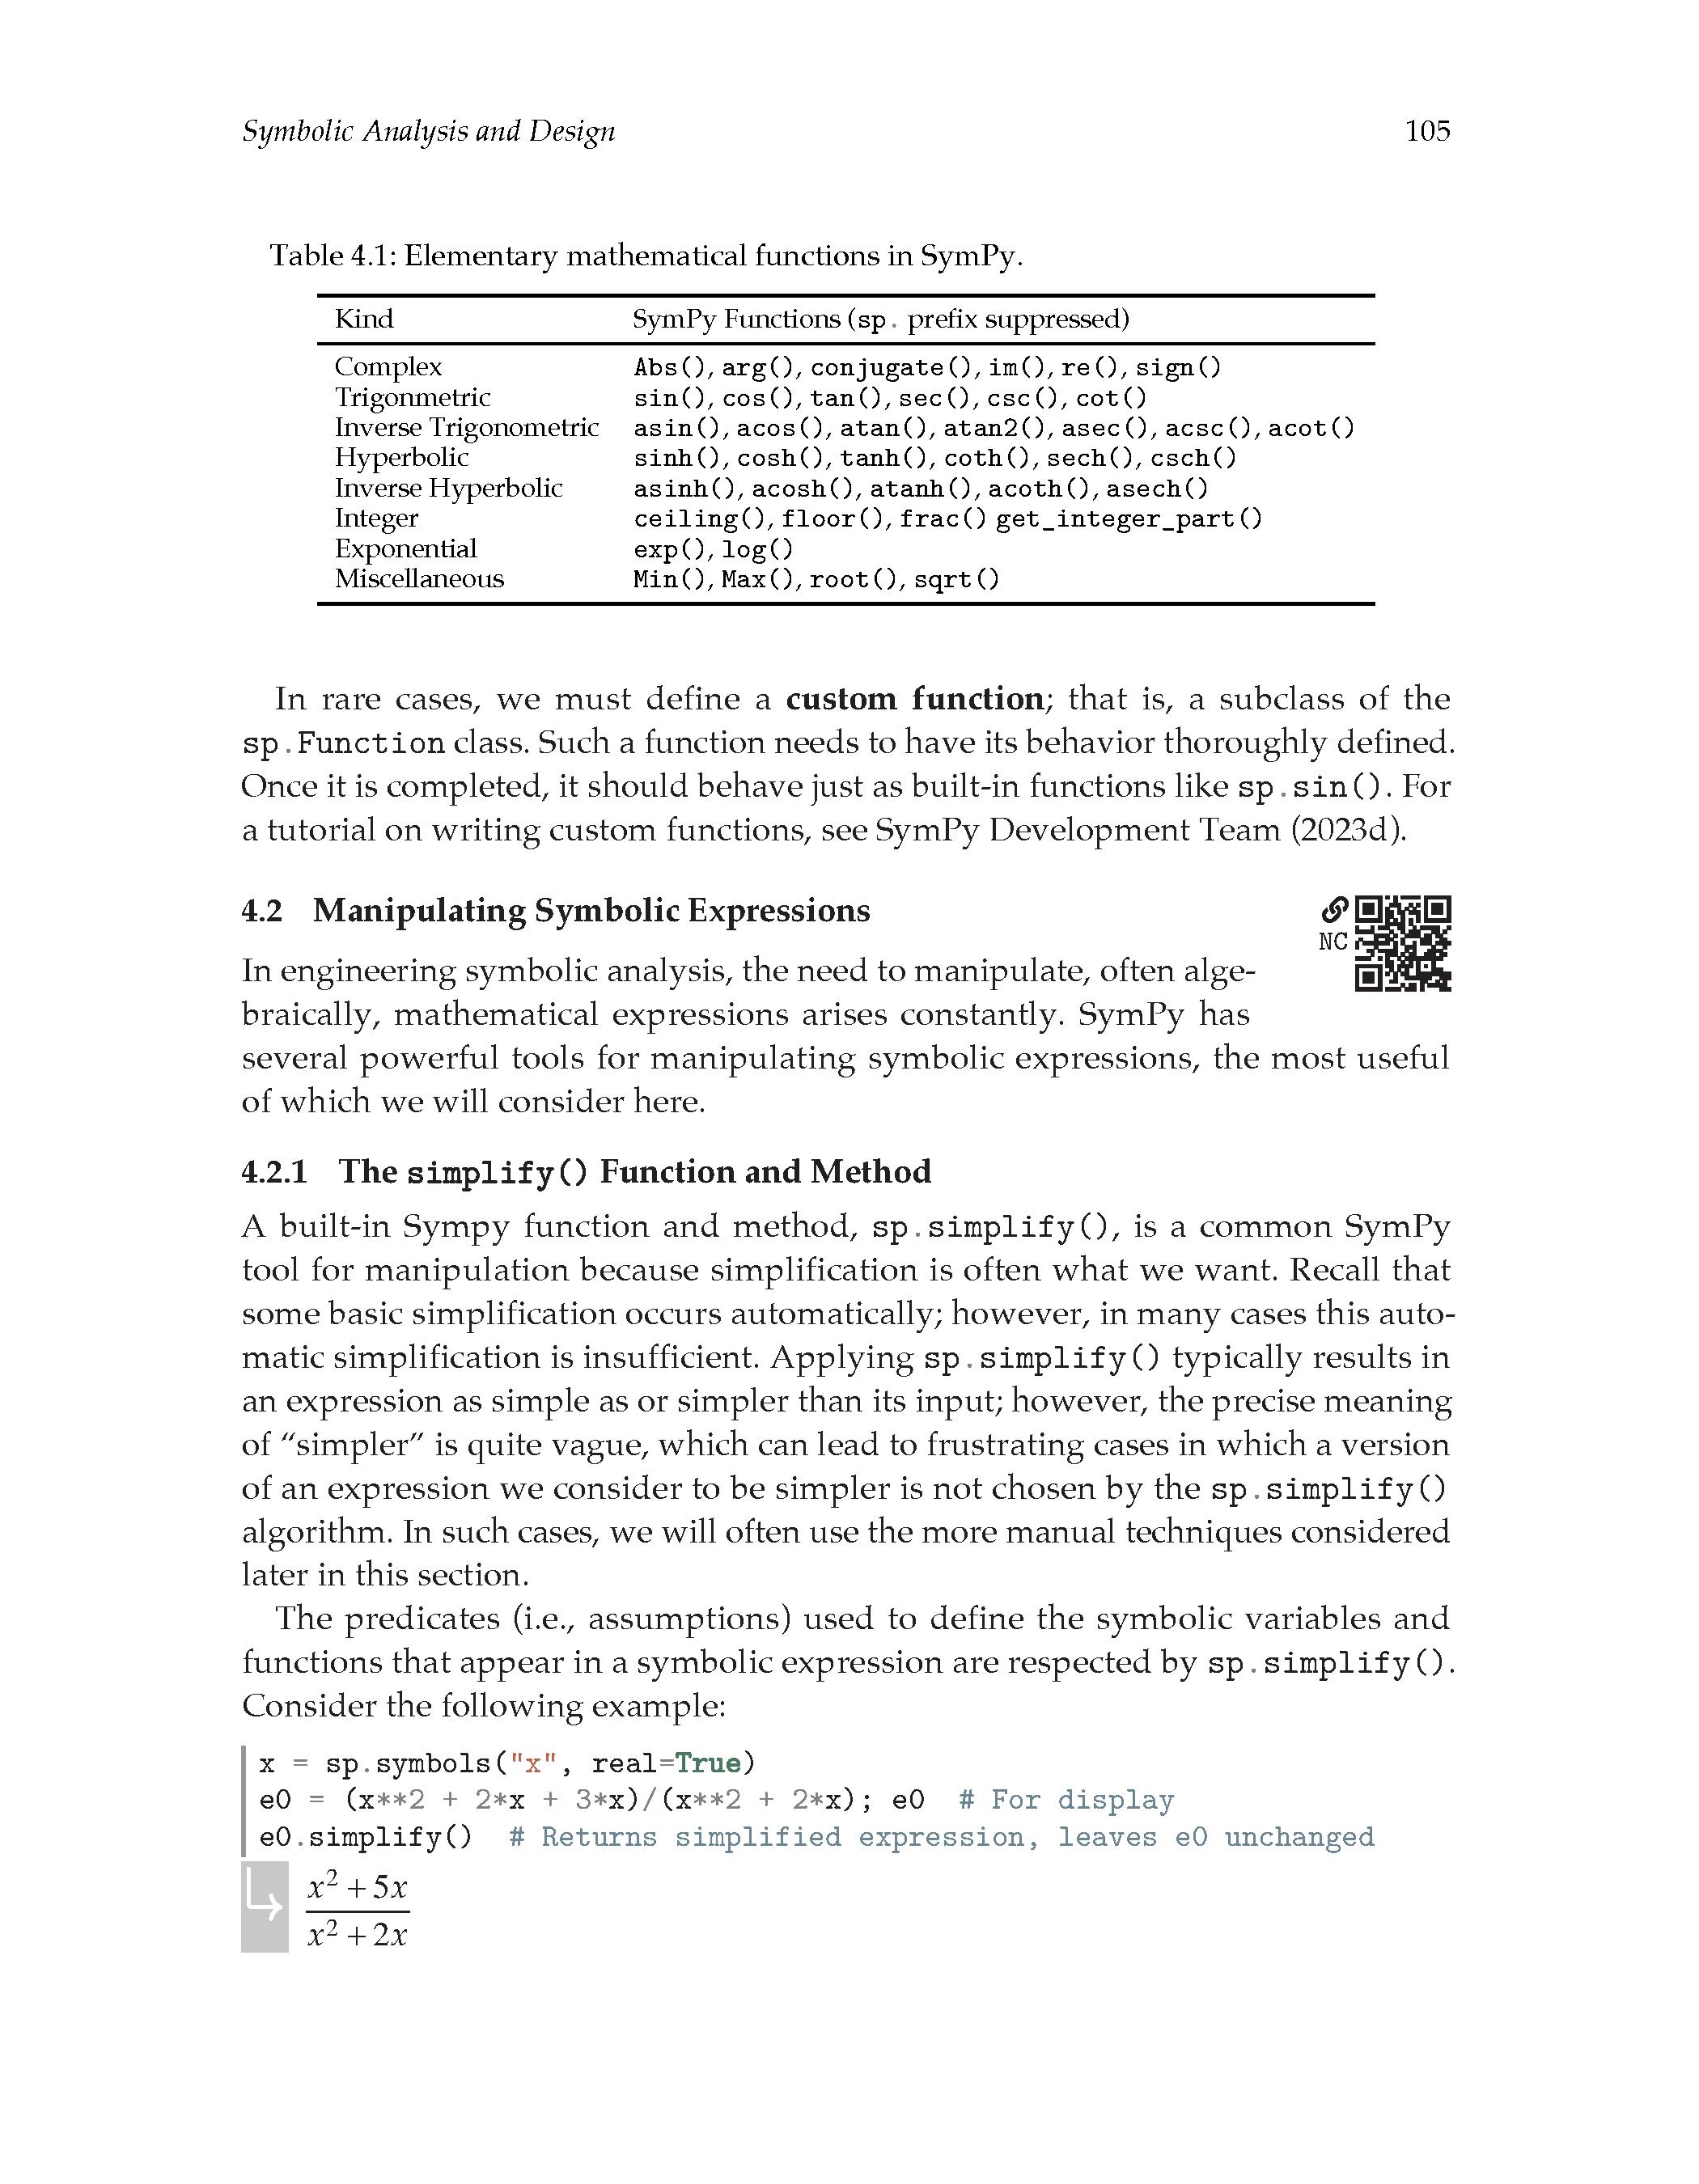 Symbolic Analysis and Design 105
Table 4.1: Elementary mathematical functions in SymPy.
Kind SymPy Functions (sp. prefix suppressed)
Complex Abs(), arg(), conjugate(), im(), re(), sign()
Trigonmetric sin(), cos(), tan(), sec(), csc(), cot()
Inverse Trigonometric asin(), acos(), atan(), atan2(), asec(), acsc(), acot()
Hyperbolic sinh(), cosh(), tanh(), coth(), sech(), csch()
Inverse Hyperbolic asinh(), acosh(), atanh(), acoth(), asech()
Integer ceiling(), floor(), frac() get_integer_part()
Exponential exp(), log()
Miscellaneous Min(), Max(), root(), sqrt()
In rare cases, we must define a custom function; that is, a subclass of the
sp.Function class. Such a function needs to have its behavior thoroughly defined.
Once it is completed, it should behave just as built-in functions like sp.sin(). For
a tutorial on writing custom functions, see SymPy Development Team (2023d).
4.2 Manipulating Symbolic Expressions
NC
In engineering symbolic analysis, the need to manipulate, often alge-
braically, mathematical expressions arises constantly. SymPy has
several powerful tools for manipulating symbolic expressions, the most useful
of which we will consider here.
4.2.1 The simplify() Function and Method
A built-in Sympy function and method, sp.simplify(), is a common SymPy
tool for manipulation because simplification is often what we want. Recall that
some basic simplification occurs automatically; however, in many cases this auto-
matic simplification is insufficient. Applying sp.simplify() typically results in
an expression as simple as or simpler than its input; however, the precise meaning
of “simpler” is quite vague, which can lead to frustrating cases in which a version
of an expression we consider to be simpler is not chosen by the sp.simplify()
algorithm. In such cases, we will often use the more manual techniques considered
later in this section.
The predicates (i.e., assumptions) used to define the symbolic variables and
functions that appear in a symbolic expression are respected by sp.simplify().
Consider the following example:
x = sp.symbols("x", real=True)
e0 = (x**2 + 2*x + 3*x)/(x**2 + 2*x); e0 # For display
e0.simplify() # Returns simplified expression, leaves e0 unchanged
x² + 5x
x² + 2x